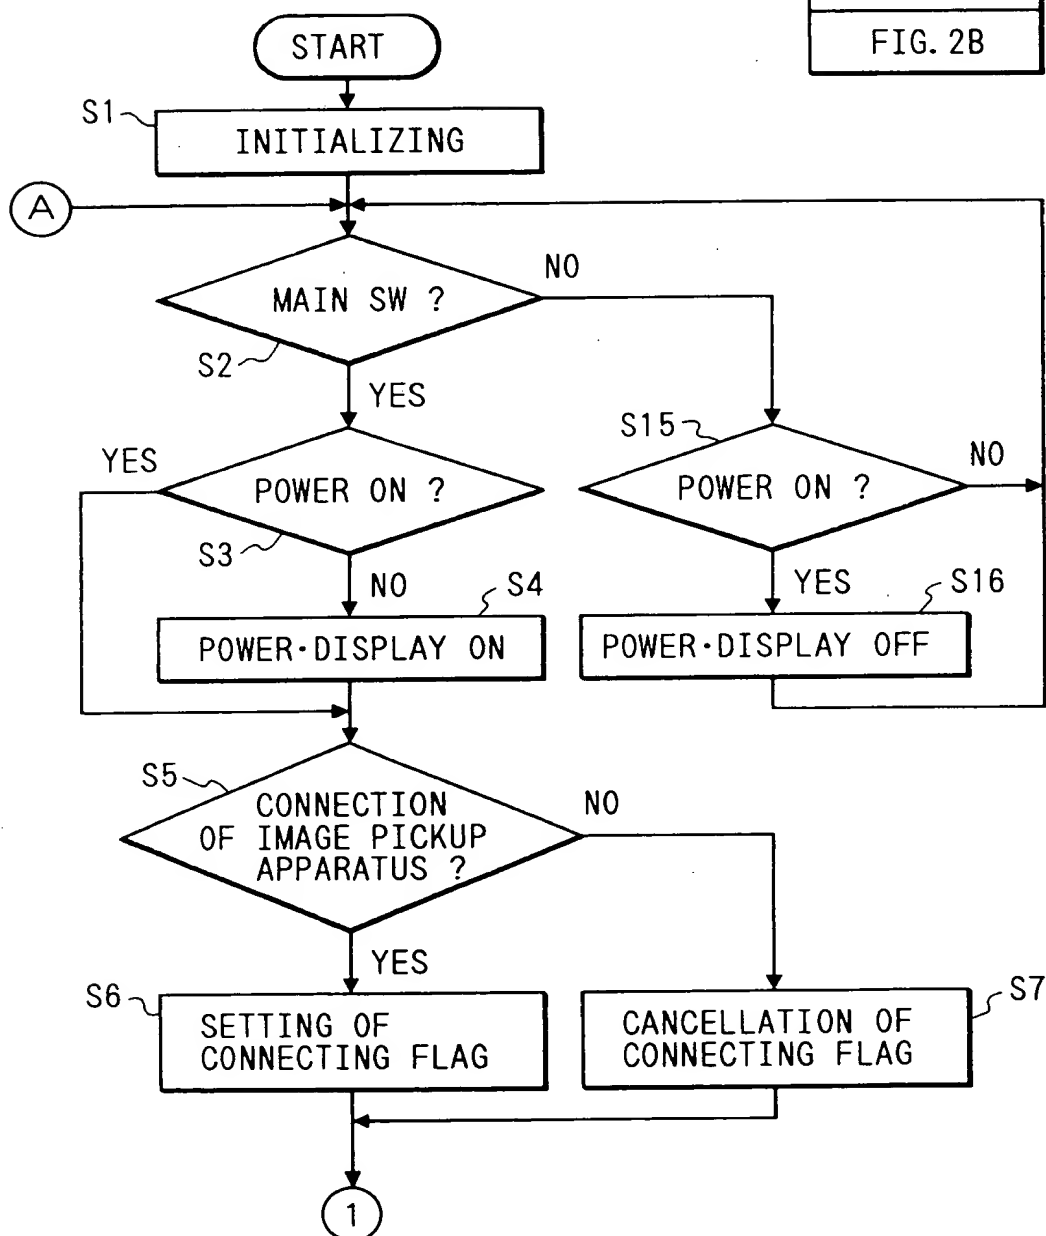 FIG. 2B
START
S1
INITIALIZING
A
MAIN SW ?
NO
S2
YES
S15
YES
POWER ON ?
POWER ON ?
NO
S3
NO
S4
YES
S16
POWER·DISPLAY ON
POWER·DISPLAY OFF
S5
CONNECTION
OF IMAGE PICKUP
APPARATUS ?
NO
YES
S6
SETTING OF
CONNECTING FLAG
S7
CANCELLATION OF
CONNECTING FLAG
1